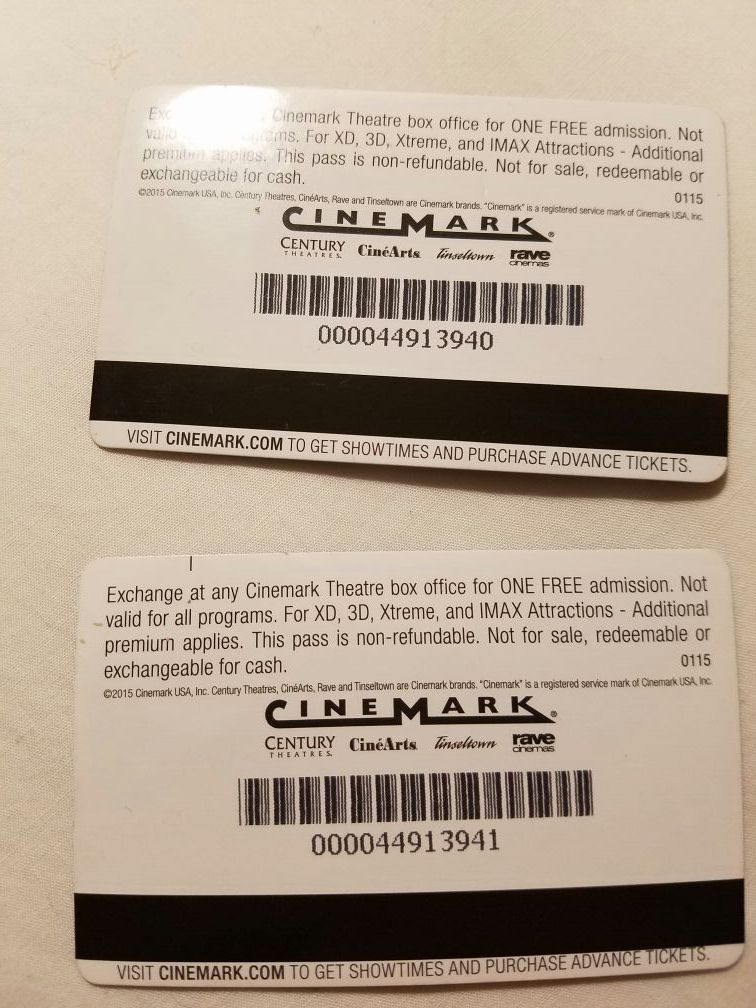 Cinemark Theatre box office for ONE FREE admission. Not
For XD, 3D, Xtreme, and IMAX Attractions - Additional
premium applies. This pass is non-refundable. Not for sale, redeemable or
exchangeable for cash.
0115
©2015 Cinemark USA, Inc. Century Theatres, CinéArts, Rave and Tinseltown are Cinemark brands. "Cinemark" is a registered service mark of Cinemark USA, Inc.
CINEMARK®
CENTURY THEATRES. CinéArts Tinseltown rave cinemas
000044913940
VISIT CINEMARK.COM TO GET SHOWTIMES AND PURCHASE ADVANCE TICKETS.
Exchange at any Cinemark Theatre box office for ONE FREE admission. Not
valid for all programs. For XD, 3D, Xtreme, and IMAX Attractions - Additional
premium applies. This pass is non-refundable. Not for sale, redeemable or
exchangeable for cash.
0115
©2015 Cinemark USA, Inc. Century Theatres, CinéArts, Rave and Tinseltown are Cinemark brands. "Cinemark" is a registered service mark of Cinemark USA, Inc.
CINEMARK®
CENTURY THEATRES. CinéArts Tinseltown rave cinemas
000044913941
VISIT CINEMARK.COM TO GET SHOWTIMES AND PURCHASE ADVANCE TICKETS.